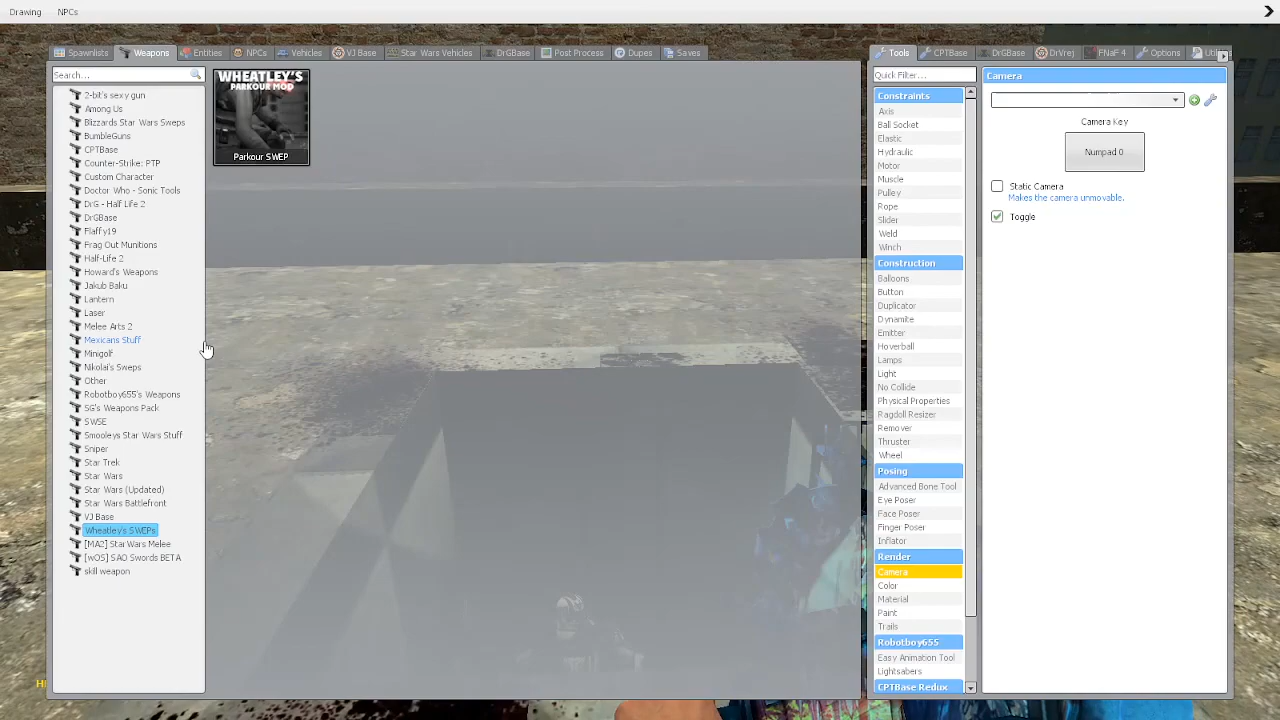 Drawing NPCs
Spawnlists Weapons Entities NPCs Vehicles VJ Base Star Wars Vehicles DrGBase Post Process Dupes Saves
Search...
2-bit's sexy gun
Among Us
Blizzards Star Wars Sweps
BumbleGuns
CPTBase
Counter-Strike: PTP
Custom Character
Doctor Who - Sonic Tools
DrG - Half Life 2
DrGBase
Flaffy19
Frag Out Munitions
Half-Life 2
Howard's Weapons
Jakub Baku
Lantern
Laser
Melee Arts 2
Mexicans Stuff
Minigolf
Nikolai's Sweps
Other
Robotboy655's Weapons
SG's Weapons Pack
SWSE
Smooleys Star Wars Stuff
Sniper
Star Trek
Star Wars
Star Wars (Updated)
Star Wars Battlefront
VJ Base
Wheatley's SWEPs
[MA2] Star Wars Melee
[wOS] SAO Swords BETA
skill weapon
WHEATLEY'S
PARKOUR MOD
Parkour SWEP
Tools CPTBase DrGBase DrVrej FNaF 4 Options
Quick Filter...
Constraints
Axis
Ball Socket
Elastic
Hydraulic
Motor
Muscle
Pulley
Rope
Slider
Weld
Winch
Construction
Balloons
Button
Duplicator
Dynamite
Emitter
Hoverball
Lamps
Light
No Collide
Physical Properties
Ragdoll Resizer
Remover
Thruster
Wheel
Posing
Advanced Bone Tool
Eye Poser
Face Poser
Finger Poser
Inflator
Render
Camera
Color
Material
Paint
Trails
Robotboy655
Easy Animation Tool
Lightsabers
CPTBase Redux
Camera
Camera Key
Numpad 0
Static Camera
Makes the camera unmovable.
Toggle